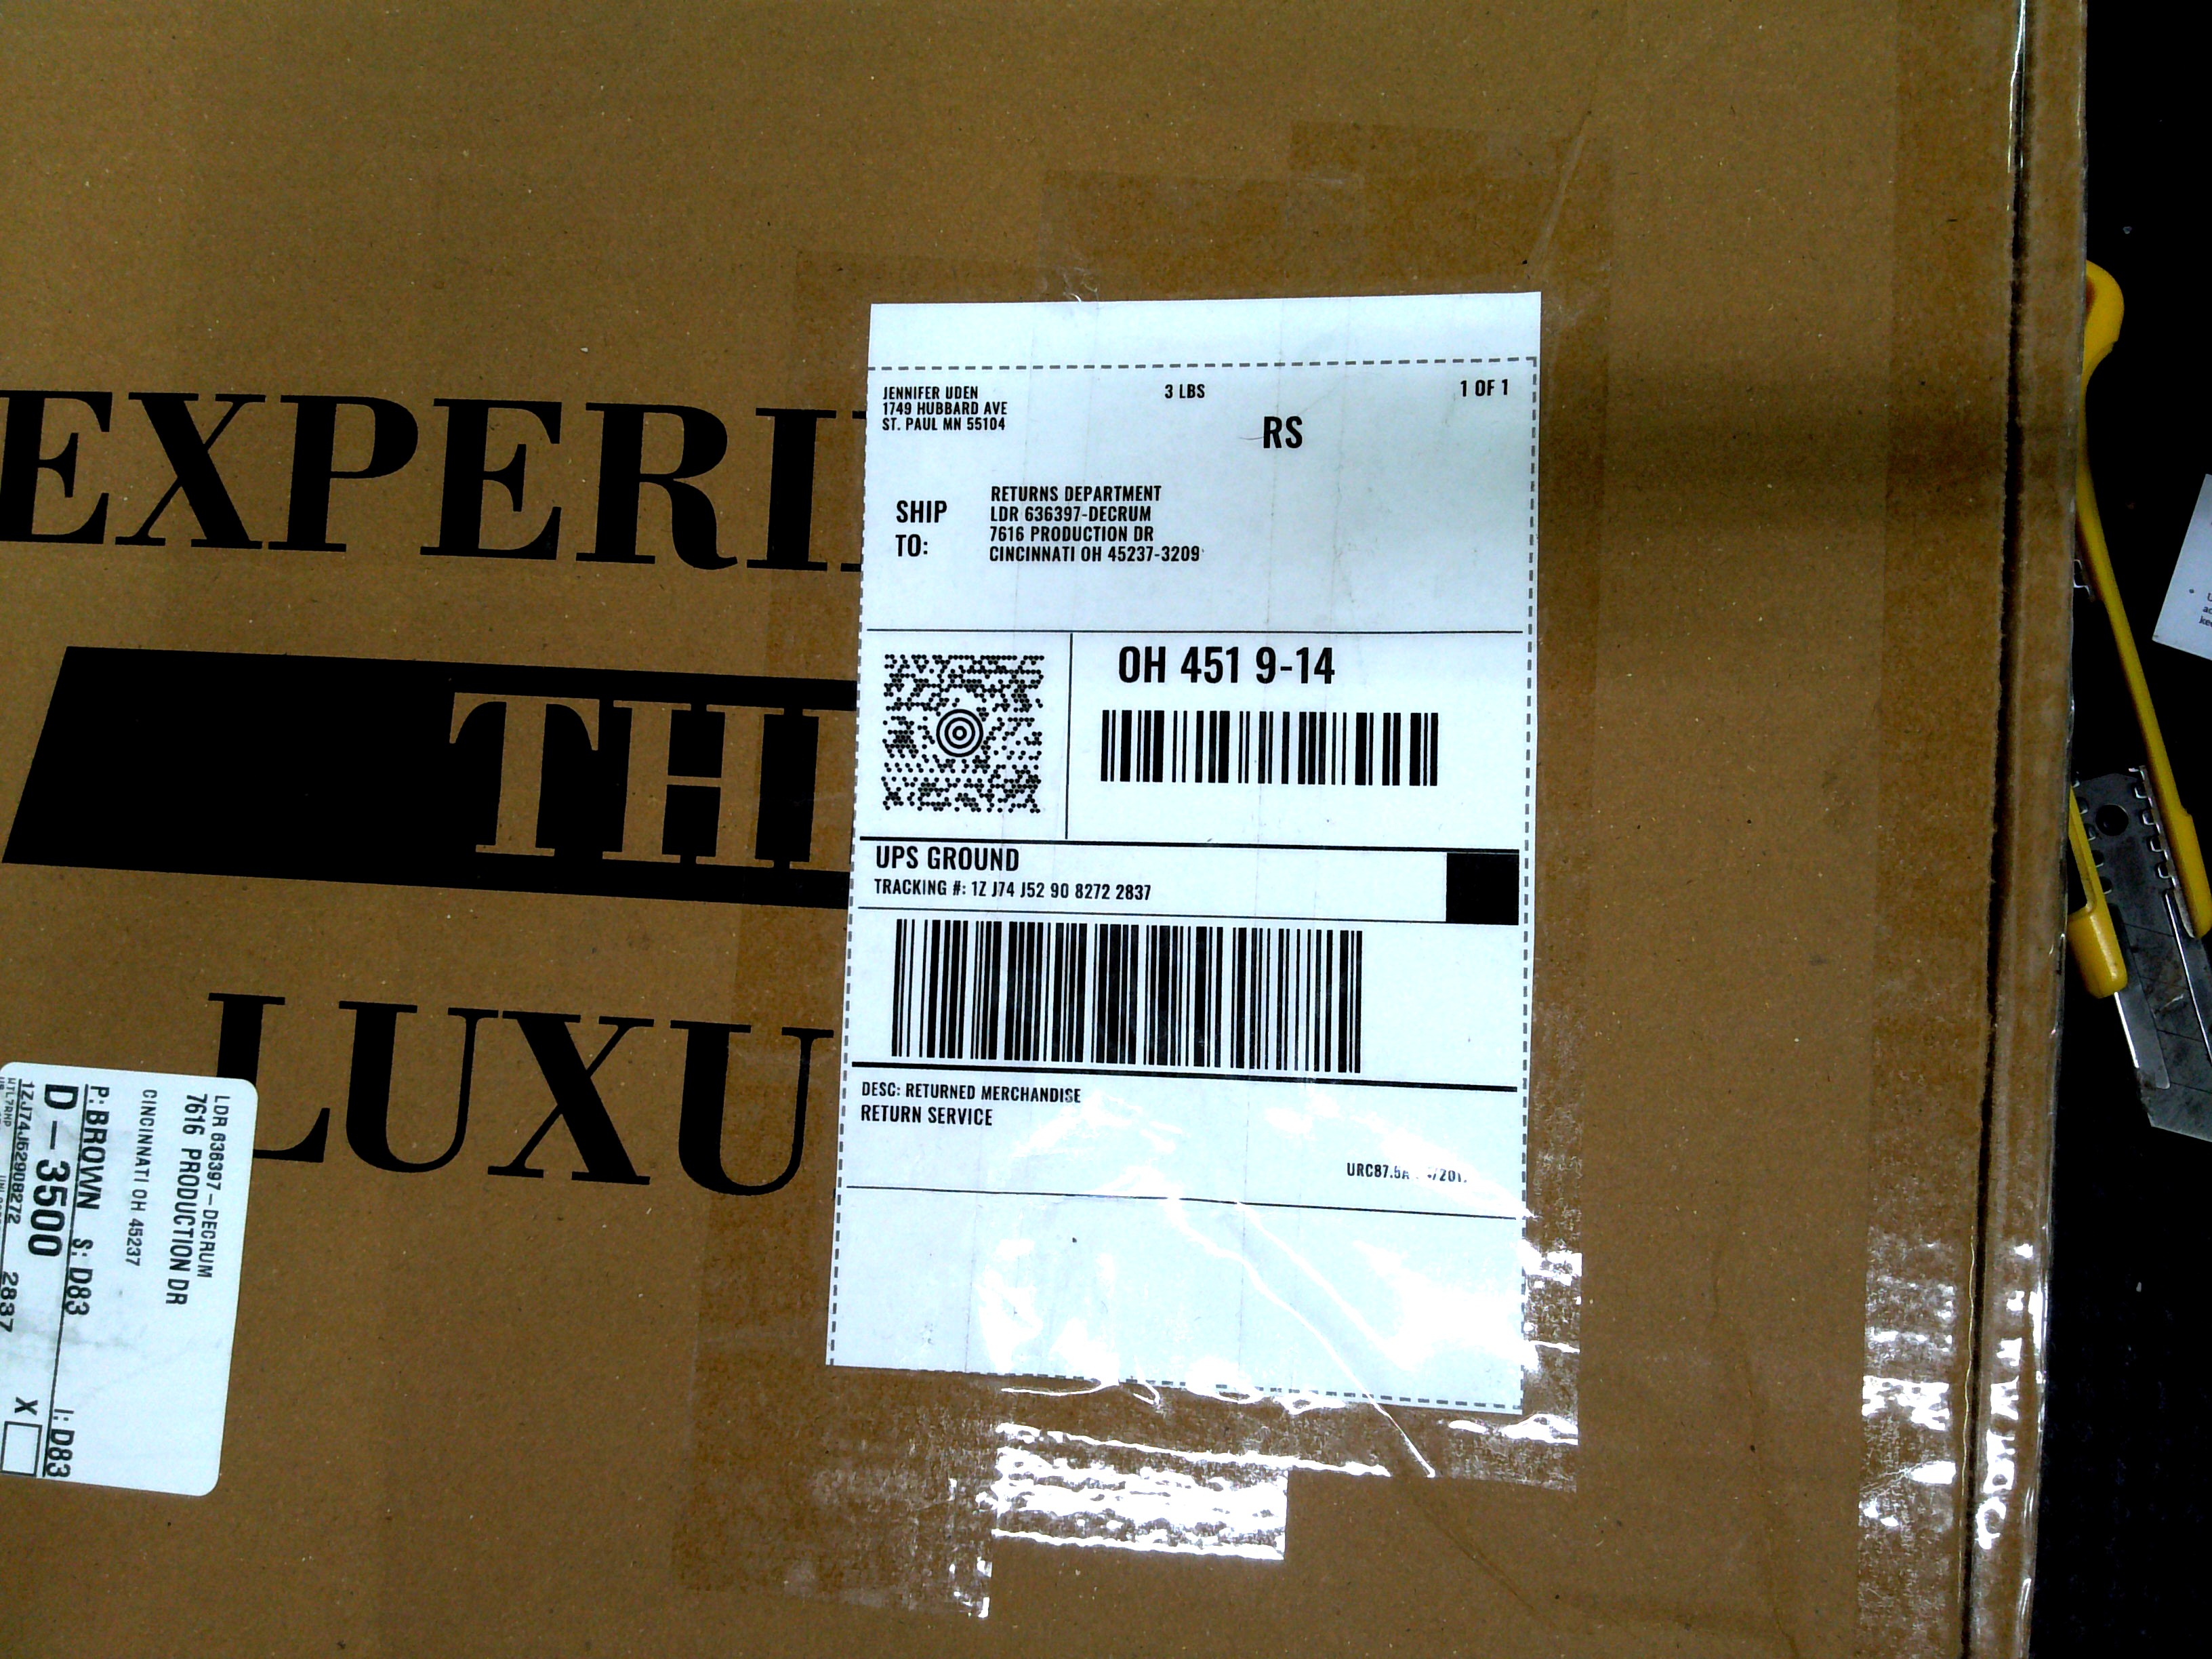 EXPERI
THI
LUXU
JENNIFER UDEN
1749 HUBBARD AVE
ST. PAUL MN 55104
3 LBS
1 OF 1
RS
SHIP
TO:
RETURNS DEPARTMENT
LDR 636397-DECRUM
7616 PRODUCTION DR
CINCINNATI OH 45237-3209
OH 451 9-14
UPS GROUND
TRACKING #: 1Z J74 J52 90 8272 2837
DESC: RETURNED MERCHANDISE
RETURN SERVICE
LDR 636397-DECRUM
7616 PRODUCTION DR
CINCINNATI OH 45237
P: BROWN S: D83 I: D83
D-3500
X
1ZJ74J52908272 2837